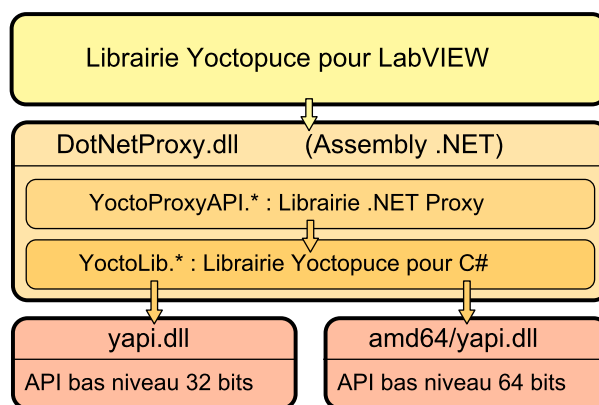 Librairie Yoctopuce pour LabVIEW
DotNetProxy.dll (Assembly .NET)
YoctoProxyAPI.* : Librairie .NET Proxy
YoctoLib.* : Librairie Yoctopuce pour C#
yapi.dll
API bas niveau 32 bits
amd64/yapi.dll
API bas niveau 64 bits